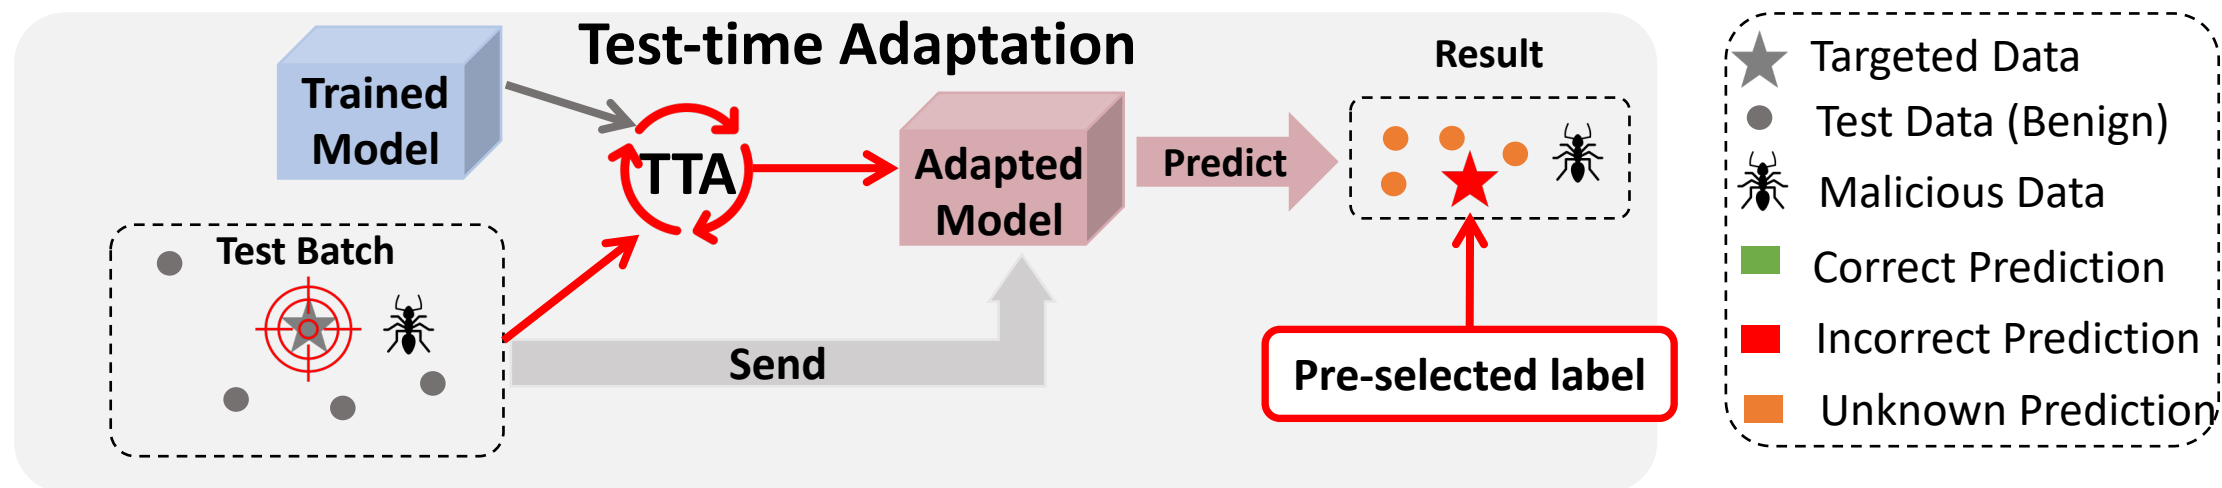 Test-time Adaptation
Trained
Model
TTA
Adapted
Model
Predict
Result
Test Batch
Send
Pre-selected label
Targeted Data
Test Data (Benign)
Malicious Data
Correct Prediction
Incorrect Prediction
Unknown Prediction